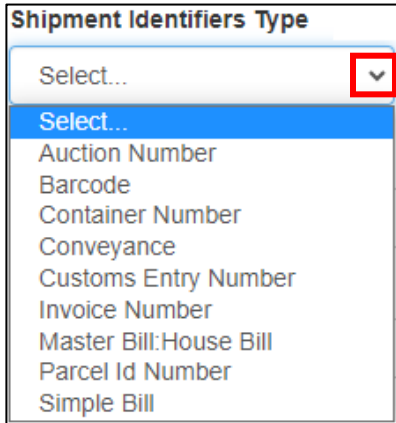 Shipment Identifiers Type
Select...
Select...
Auction Number
Barcode
Container Number
Conveyance
Customs Entry Number
Invoice Number
Master Bill:House Bill
Parcel Id Number
Simple Bill